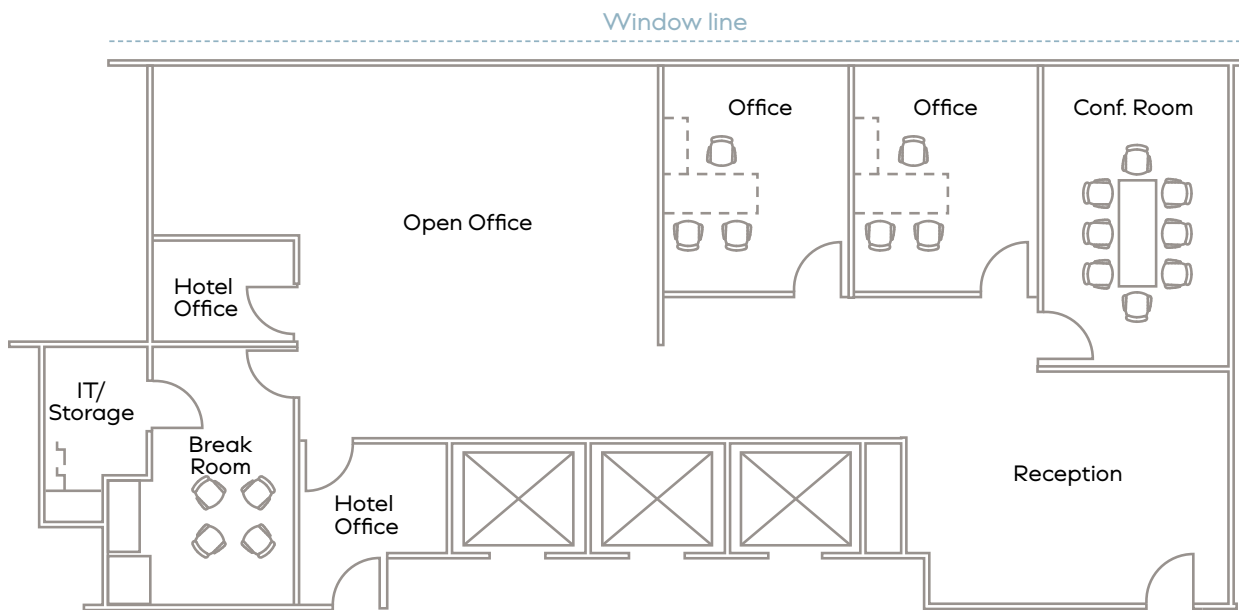 Window line
Office
Office
Conf. Room
Open Office
Hotel
Office
IT/
Storage
Break
Room
Hotel
Office
Reception